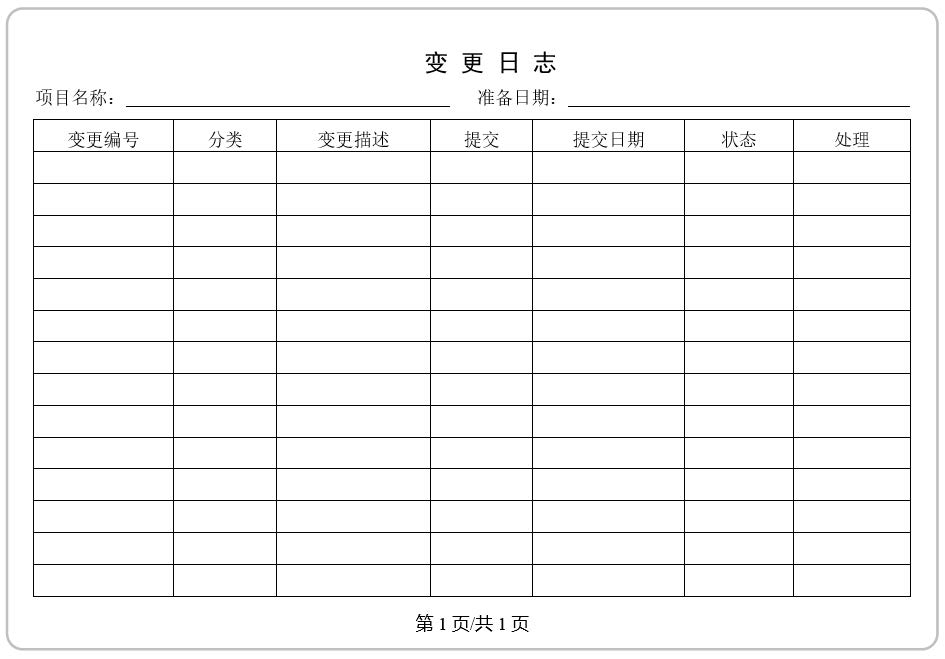 变更日志
项目名称： 准备日期：
变更编号 分类 变更描述 提交 提交日期 状态 处理
第 1 页/共 1 页